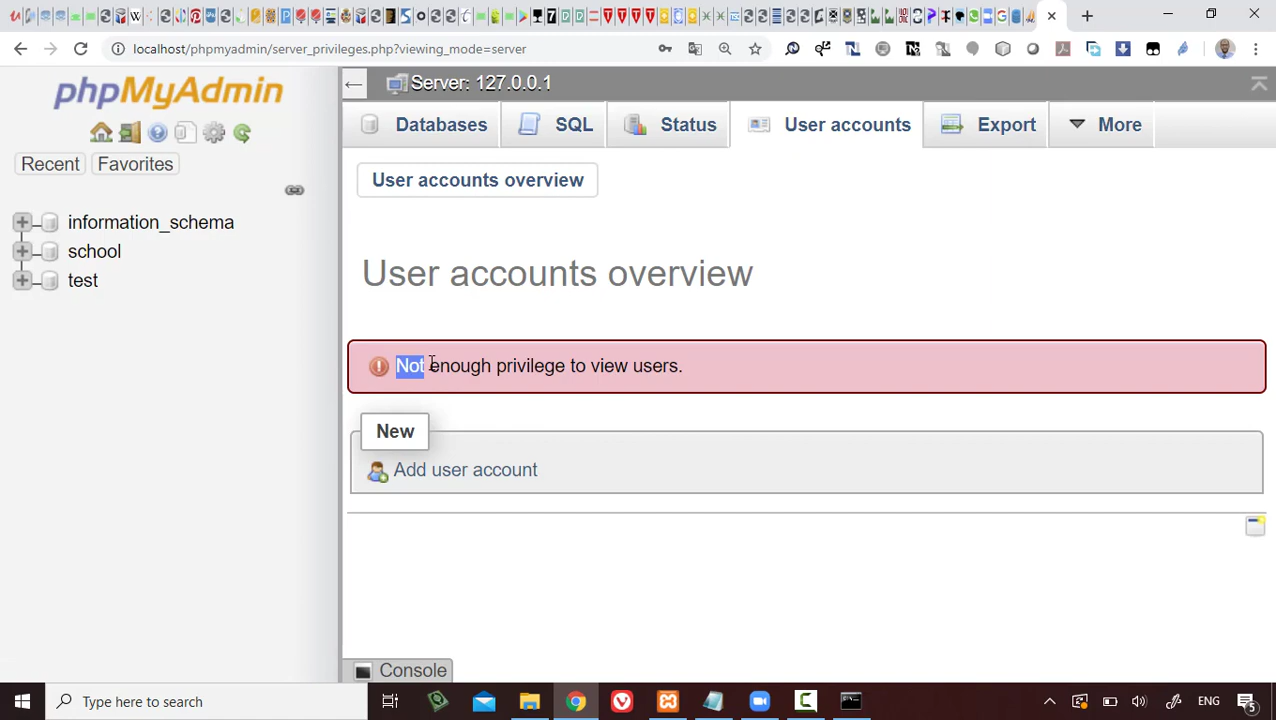 localhost/phpmyadmin/server_privileges.php?viewing_mode=server
phpMyAdmin
Recent
Favorites
information_schema
school
test
Server: 127.0.0.1
Databases
SQL
Status
User accounts
Export
More
User accounts overview
User accounts overview
Not enough privilege to view users.
New
Add user account
Console
Type here to search
ENG
5